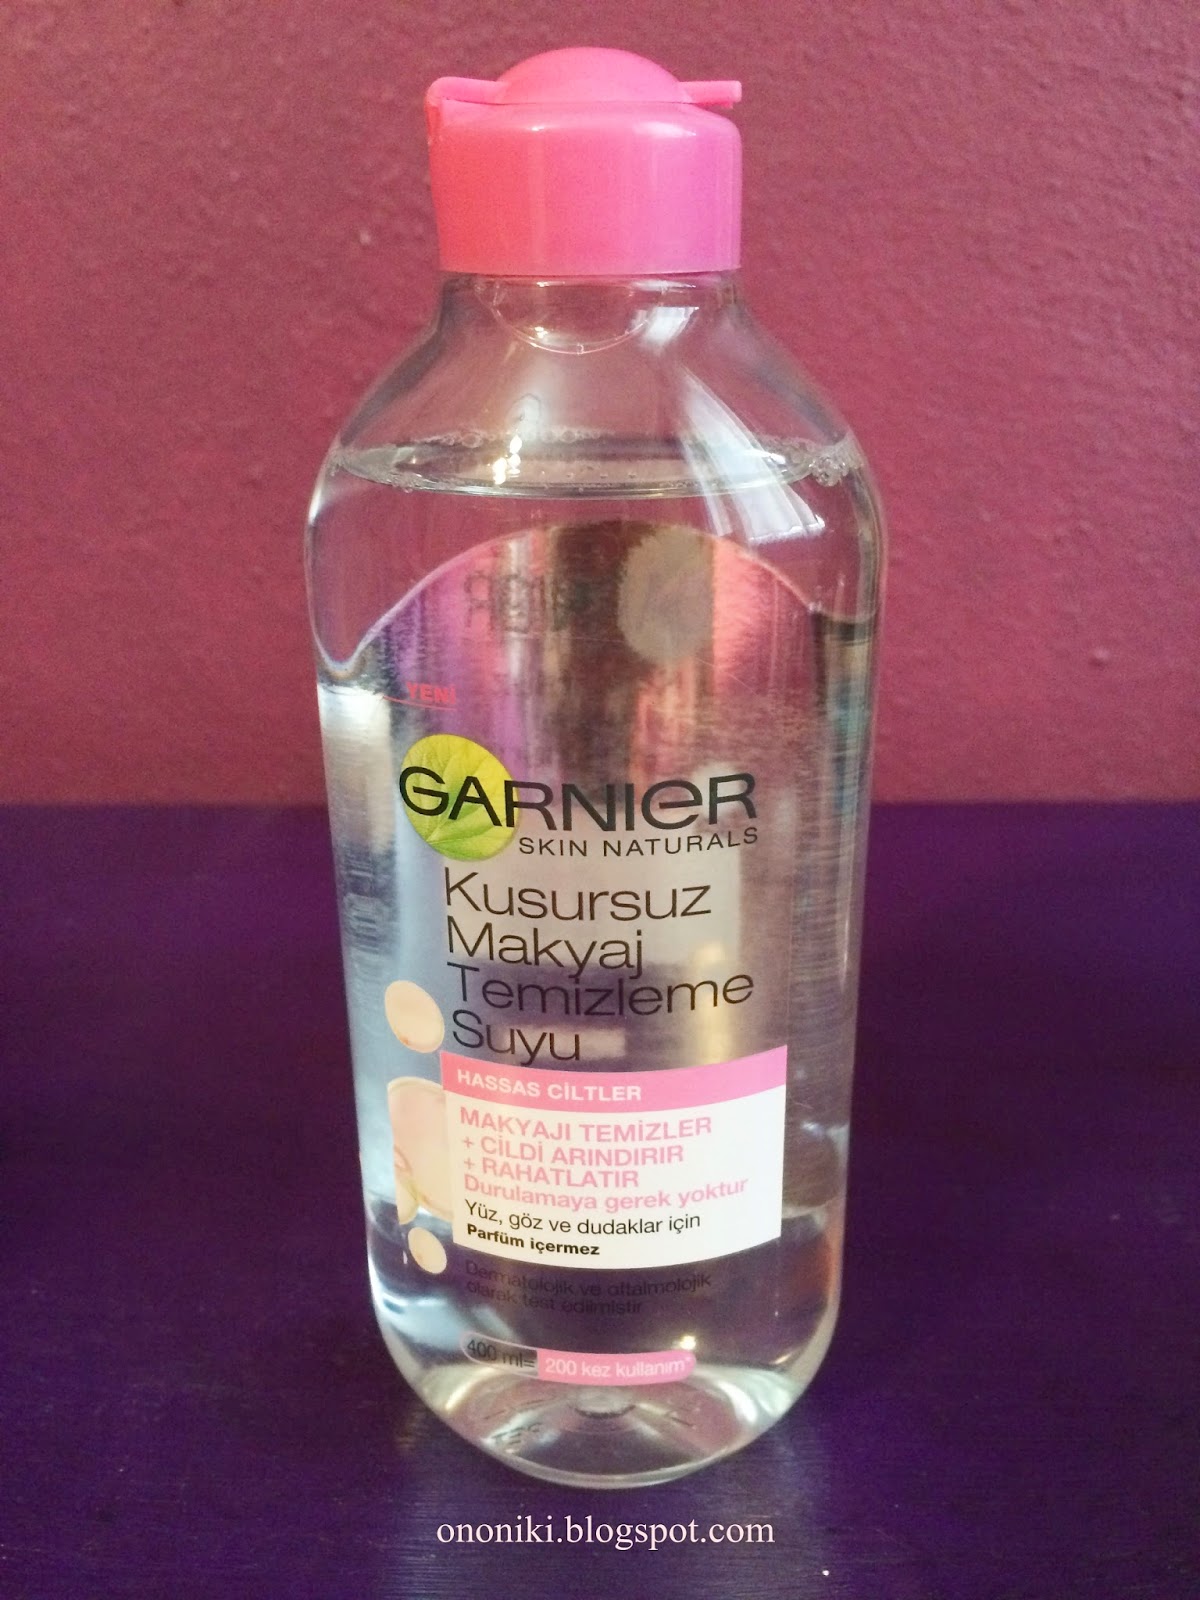 YENİ
GARNIER
SKIN NATURALS
Kusursuz
Makyaj
Temizleme
Suyu
HASSAS CİLTLER
MAKYAJI TEMİZLER
+ CİLDİ ARINDIRIR
+ RAHATLATIR
Durulamaya gerek yoktur
Yüz, göz ve dudaklar için
Parfüm içermez
Dermatolojik ve oftalmolojik
olarak test edilmiştir
400 ml= 200 kez kullanım*
ononiki.blogspot.com